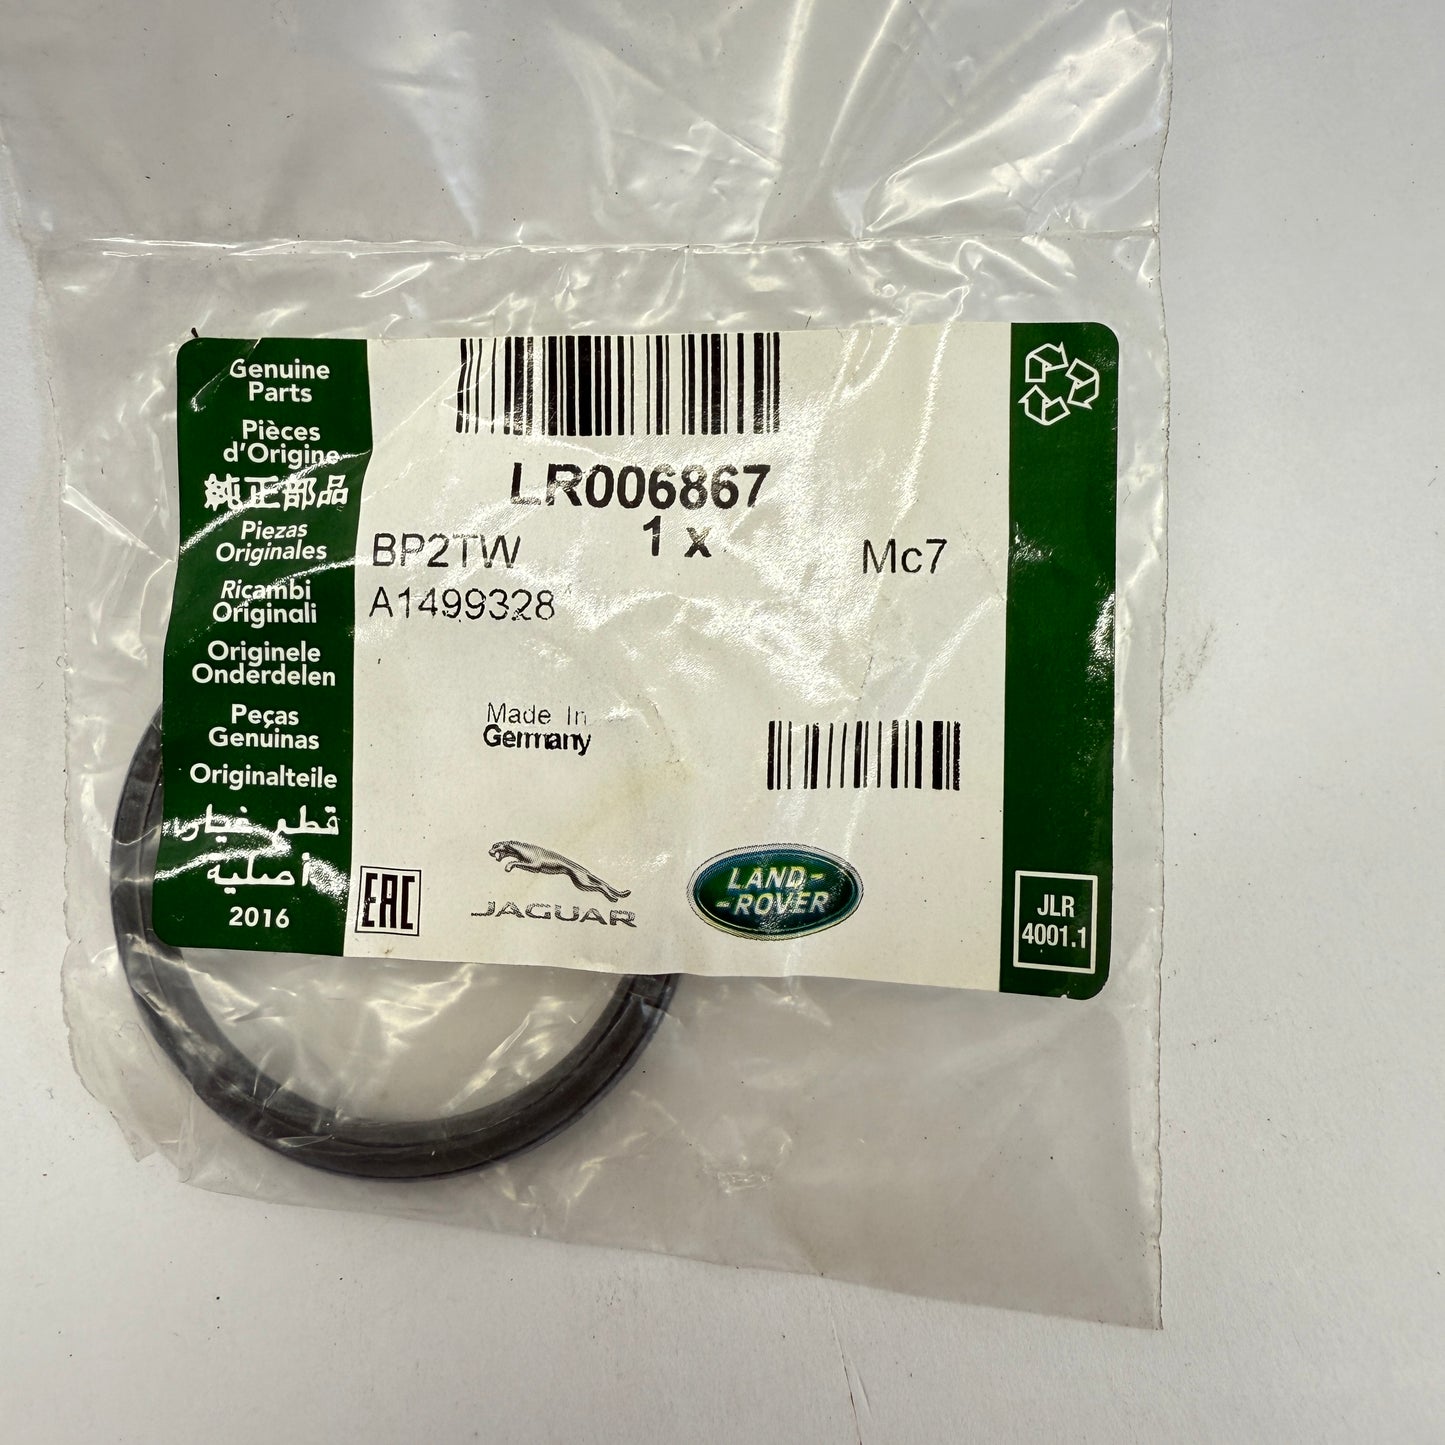 Genuine
Parts
Pièces
d'Origine
純正部品
Piezas
Originales
Ricambi
Originali
Originele
Onderdelen
Peças
Genuinas
Originalteile
قطع غيار
أصلية
2016
LR006867
1 x
BP2TW
Mc7
A1499328
Made In
Germany
EAC
JAGUAR
LAND-
-ROVER
JLR
4001.1